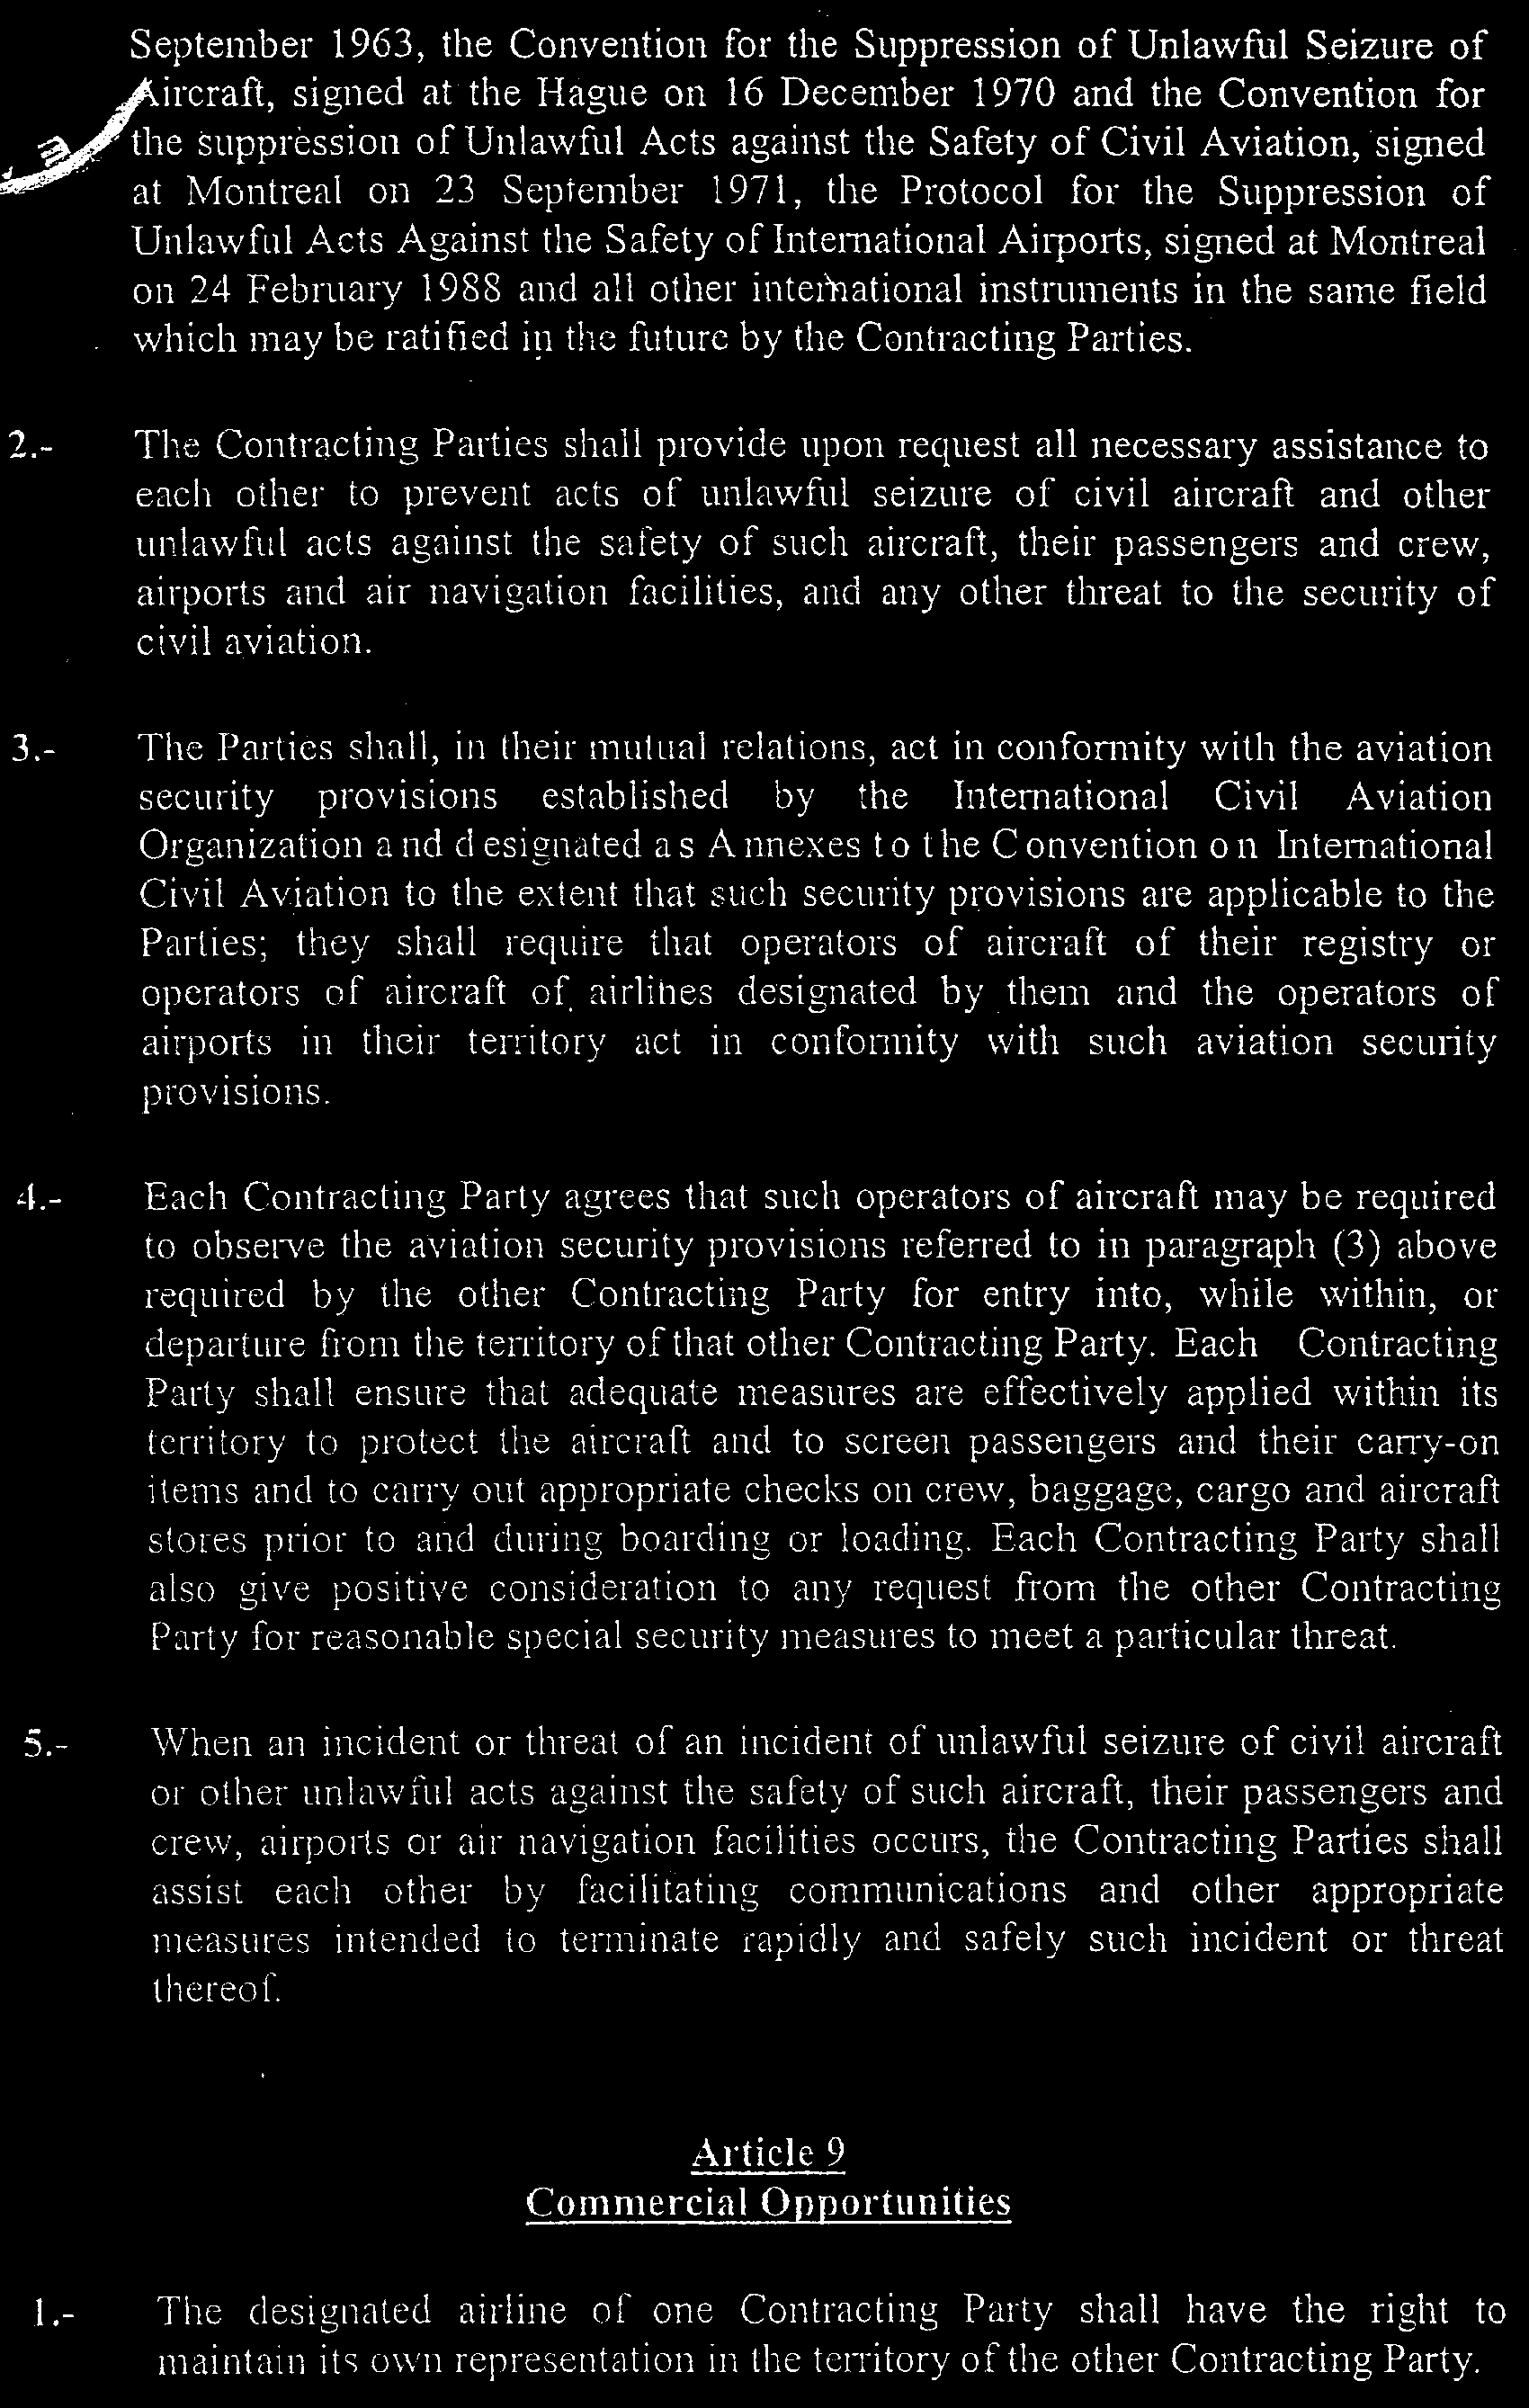 September 1963, the Convention for the Suppression of Unlawful Seizure of
Aircraft, signed at the Hague on 16 December 1970 and the Convention for
the suppression of Unlawful Acts against the Safety of Civil Aviation, signed
at Montreal on 23 September 1971, the Protocol for the Suppression of
Unlawful Acts Against the Safety of International Airports, signed at Montreal
on 24 February 1988 and all other international instruments in the same field
which may be ratified in the future by the Contracting Parties.
2.- The Contracting Parties shall provide upon request all necessary assistance to
each other to prevent acts of unlawful seizure of civil aircraft and other
unlawful acts against the safety of such aircraft, their passengers and crew,
airports and air navigation facilities, and any other threat to the security of
civil aviation.
3.- The Parties shall, in their mutual relations, act in conformity with the aviation
security provisions established by the International Civil Aviation
Organization and designated as Annexes to the Convention on International
Civil Aviation to the extent that such security provisions are applicable to the
Parties; they shall require that operators of aircraft of their registry or
operators of aircraft of airlines designated by them and the operators of
airports in their territory act in conformity with such aviation security
provisions.
4.- Each Contracting Party agrees that such operators of aircraft may be required
to observe the aviation security provisions referred to in paragraph (3) above
required by the other Contracting Party for entry into, while within, or
departure from the territory of that other Contracting Party. Each Contracting
Party shall ensure that adequate measures are effectively applied within its
territory to protect the aircraft and to screen passengers and their carry-on
items and to carry out appropriate checks on crew, baggage, cargo and aircraft
stores prior to and during boarding or loading. Each Contracting Party shall
also give positive consideration to any request from the other Contracting
Party for reasonable special security measures to meet a particular threat.
5.- When an incident or threat of an incident of unlawful seizure of civil aircraft
or other unlawful acts against the safety of such aircraft, their passengers and
crew, airports or air navigation facilities occurs, the Contracting Parties shall
assist each other by facilitating communications and other appropriate
measures intended to terminate rapidly and safely such incident or threat
thereof.
Article 9
Commercial Opportunities
1.- The designated airline of one Contracting Party shall have the right to
maintain its own representation in the territory of the other Contracting Party.